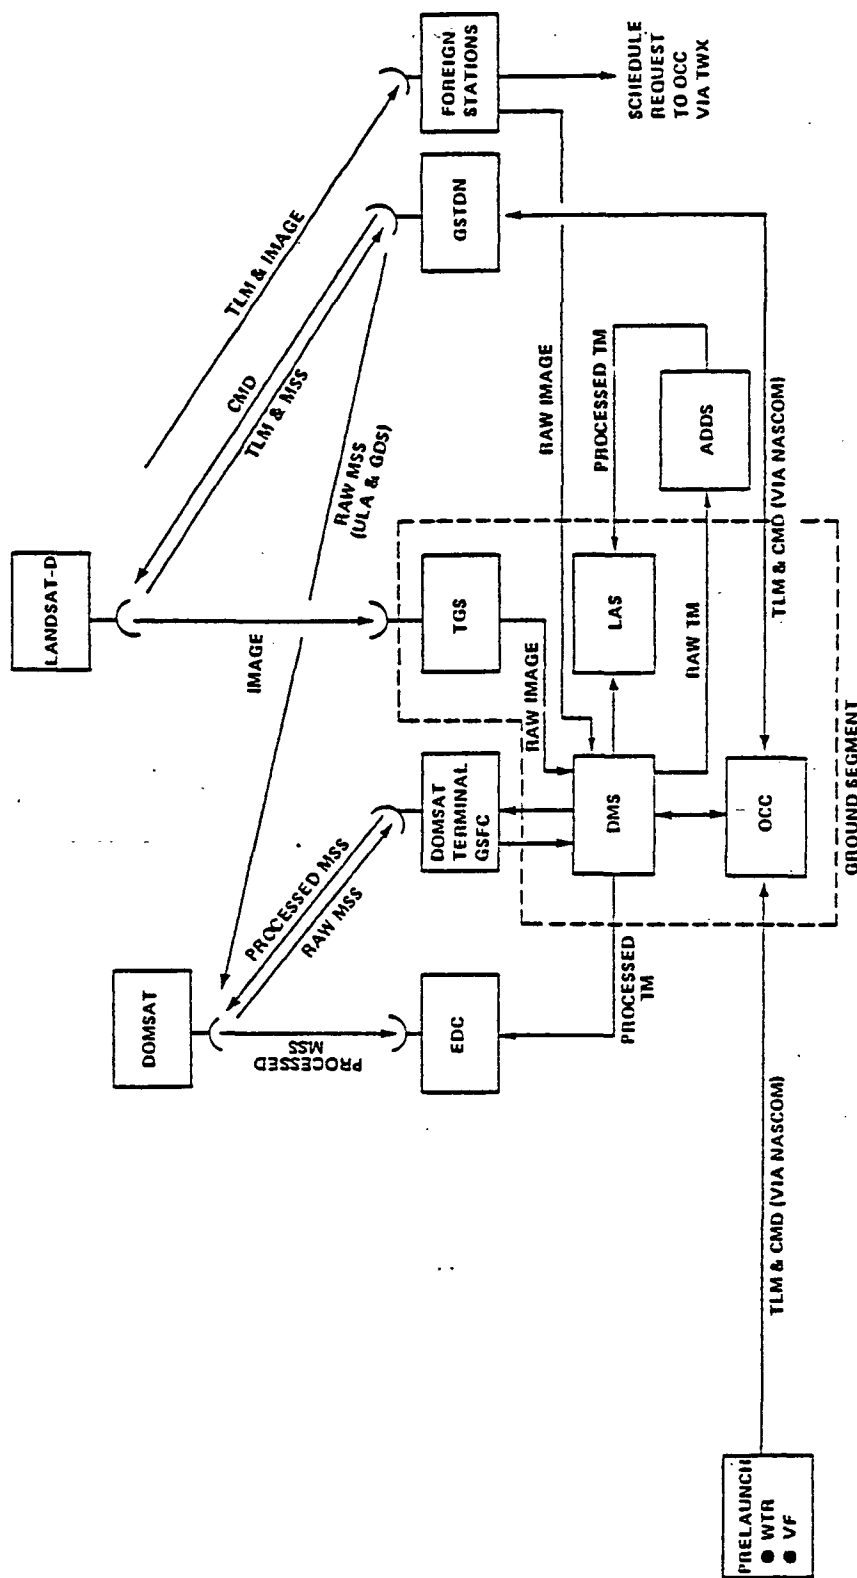 LANDSAT-D
DOMSAT
TLM & IMAGE
CMD
TLM & MSS
RAW MSS
(ULA & GDS)
IMAGE
PROCESSED MSS
RAW MSS
PROCESSED
MSS
FOREIGN
STATIONS
GSTDN
TGS
DOMSAT
TERMINAL
GSFC
EDC
SCHEDULE
REQUEST
TO OCC
VIA TWX
RAW IMAGE
RAW IMAGE
PROCESSED TM
LAS
ADDS
DMS
RAW TM
PROCESSED
TM
OCC
TLM & CMD (VIA NASCOM)
GROUND SEGMENT
TLM & CMD (VIA NASCOM)
PRELAUNCH
● WTR
● VF